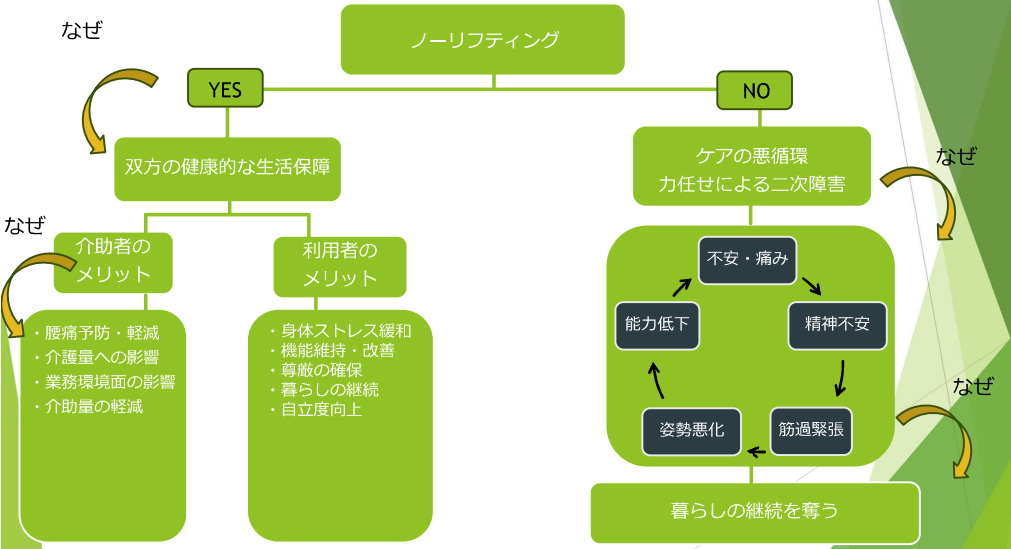 なぜ
ノーリフティング
YES
NO
双方の健康的な生活保障
ケアの悪循環
力任せによる二次障害
なぜ
なぜ
介助者の
メリット
利用者の
メリット
・腰痛予防・軽減
・介護量への影響
・業務環境面の影響
・介助量の軽減
・身体ストレス緩和
・機能維持・改善
・尊厳の確保
・暮らしの継続
・自立度向上
不安・痛み
精神不安
筋過緊張
姿勢悪化
能力低下
なぜ
暮らしの継続を奪う